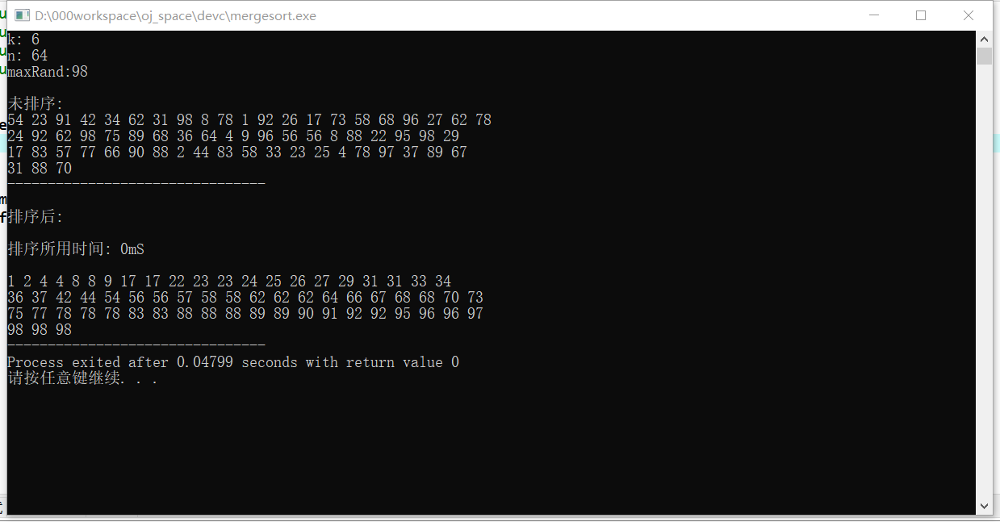 D:\000workspace\oj_space\devc\mergesort.exe
k: 6
n: 64
maxRand:98
未排序:
54 23 91 42 34 62 31 98 8 78 1 92 26 17 73 58 68 96 27 62 78
24 92 62 98 75 89 68 36 64 4 9 96 56 56 8 88 22 95 98 29
17 83 57 77 66 90 88 2 44 83 58 33 23 25 4 78 97 37 89 67
31 88 70
--------------------------------
排序后:
排序所用时间: 0mS
1 2 4 4 8 8 9 17 17 22 23 23 24 25 26 27 29 31 31 33 34
36 37 42 44 54 56 56 57 58 58 62 62 62 64 66 67 68 68 70 73
75 77 78 78 78 83 83 88 88 88 89 89 90 91 92 92 95 96 96 97
98 98 98
--------------------------------
Process exited after 0.04799 seconds with return value 0
请按任意键继续. . .